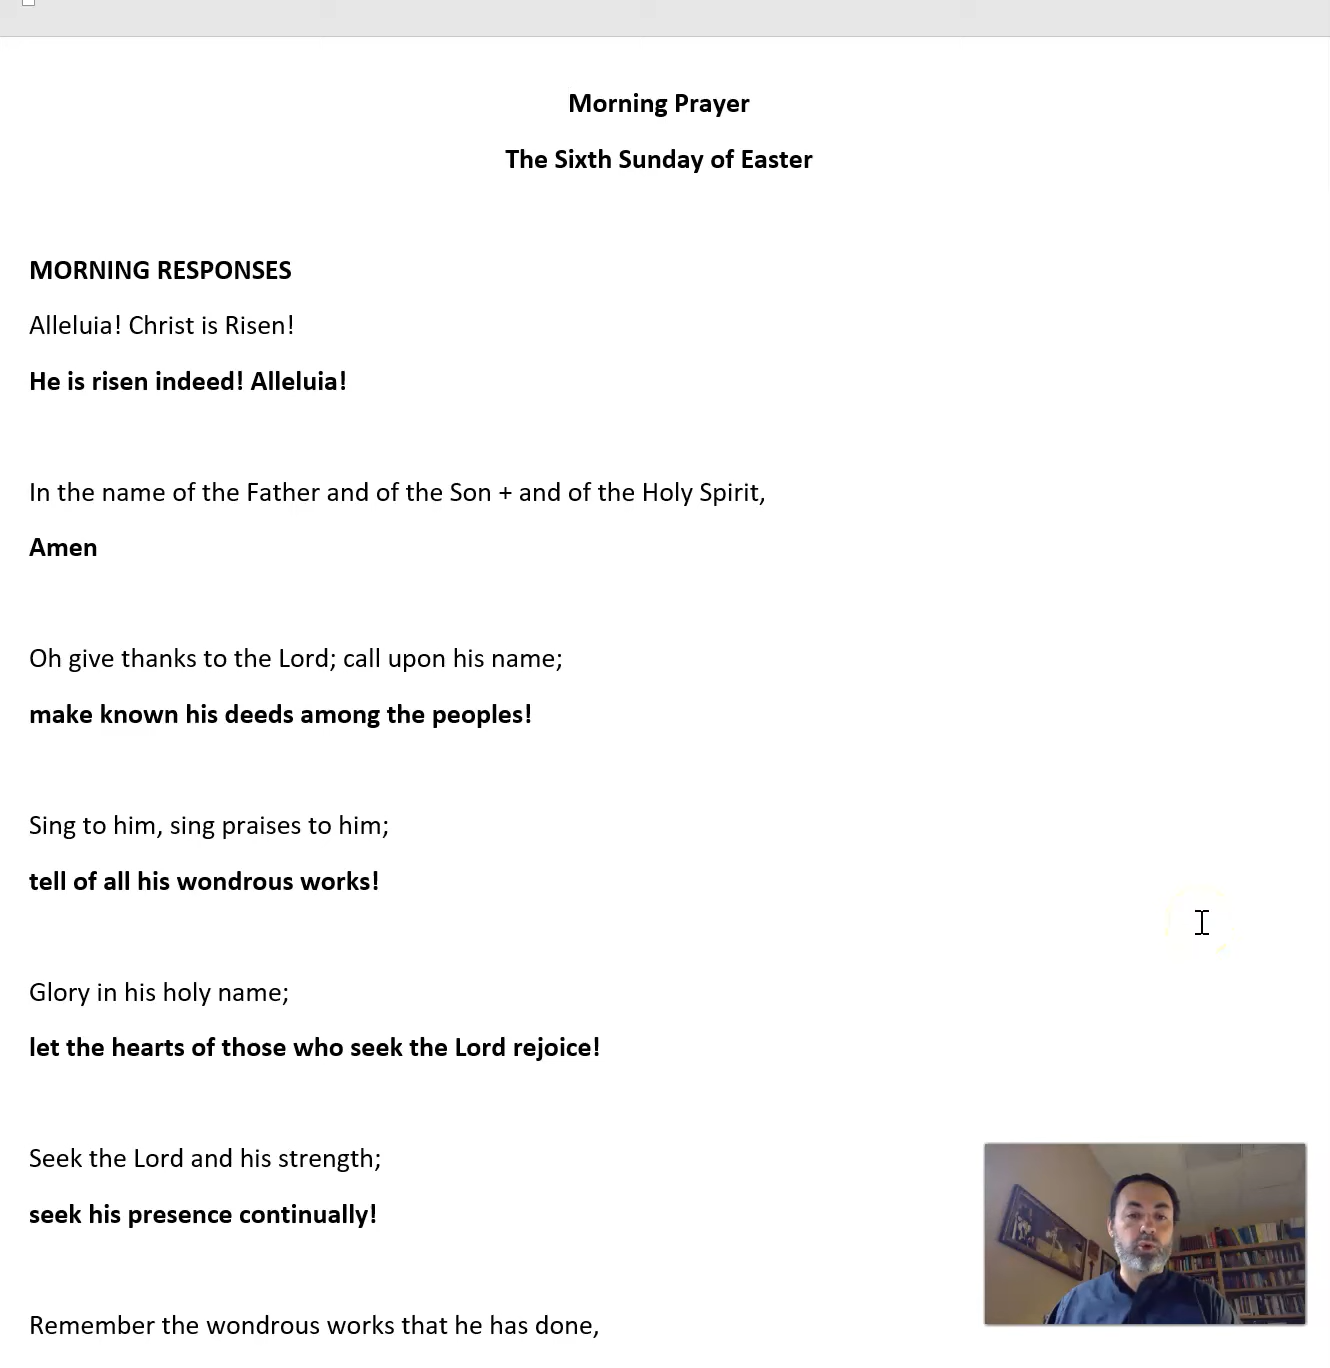 Morning Prayer
The Sixth Sunday of Easter
MORNING RESPONSES
Alleluia! Christ is Risen!
He is risen indeed! Alleluia!
In the name of the Father and of the Son + and of the Holy Spirit,
Amen
Oh give thanks to the Lord; call upon his name;
make known his deeds among the peoples!
Sing to him, sing praises to him;
tell of all his wondrous works!
Glory in his holy name;
let the hearts of those who seek the Lord rejoice!
Seek the Lord and his strength;
seek his presence continually!
Remember the wondrous works that he has done,